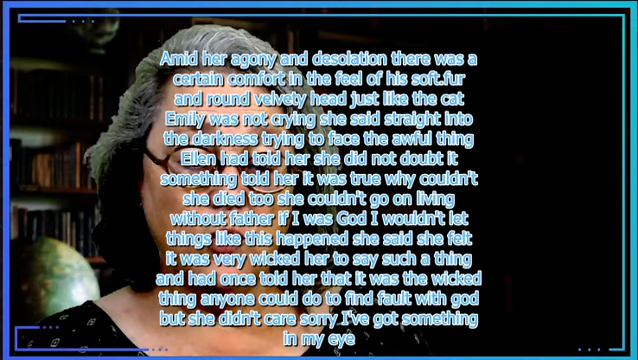 Amid her agony and desolation there was a
certain comfort in the feel of his soft.fur
and round velvety head just like the cat
Emily was not crying she said straight into
the darkness trying to face the awful thing
Ellen had told her she did not doubt it
something told her it was true why couldn't
she died too she couldn't go on living
without father if I was God I wouldn't let
things like this happened she said she felt
it was very wicked her to say such a thing
and had once told her that it was the wicked
thing anyone could do to find fault with god
but she didn't care sorry I've got something
in my eye